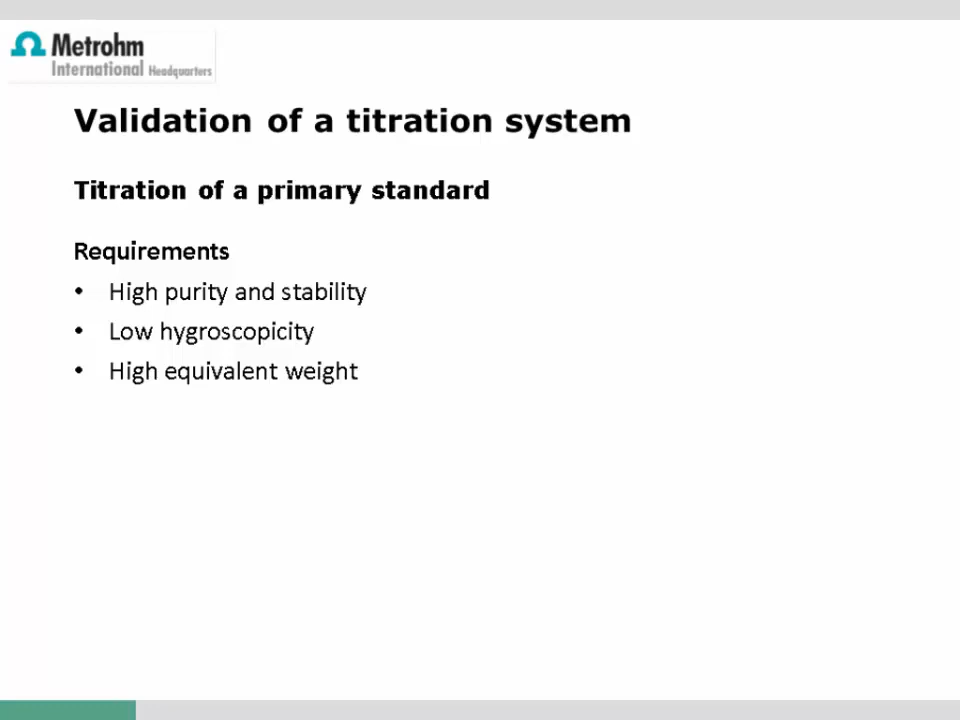 Metrohm
International Headquarters
Validation of a titration system
Titration of a primary standard
Requirements
• High purity and stability
• Low hygroscopicity
• High equivalent weight